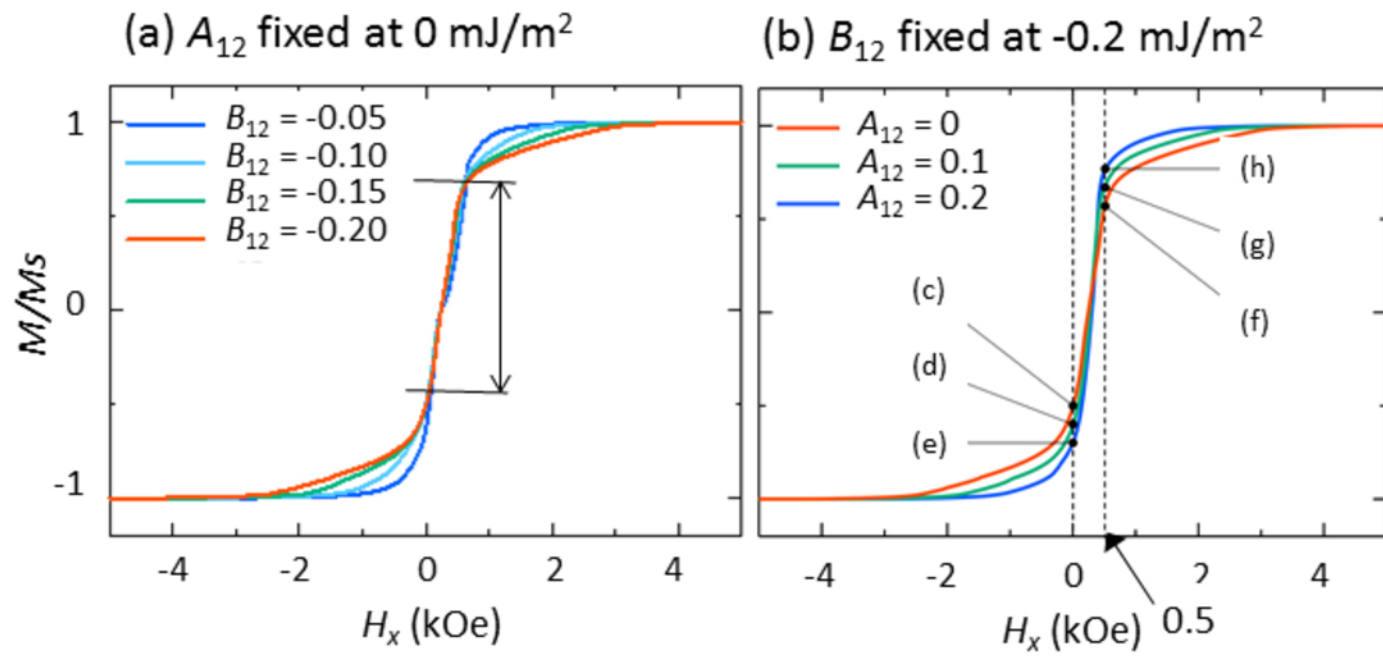 (a) A12 fixed at 0 mJ/m²
B12 = -0.05
B12 = -0.10
B12 = -0.15
B12 = -0.20
M/Ms
1
0
-1
-4
-2
0
2
4
Hx (kOe)
(b) B12 fixed at -0.2 mJ/m²
A12 = 0
A12 = 0.1
A12 = 0.2
(c)
(d)
(e)
(h)
(g)
(f)
-4
-2
0
2
4
Hx (kOe)
0.5